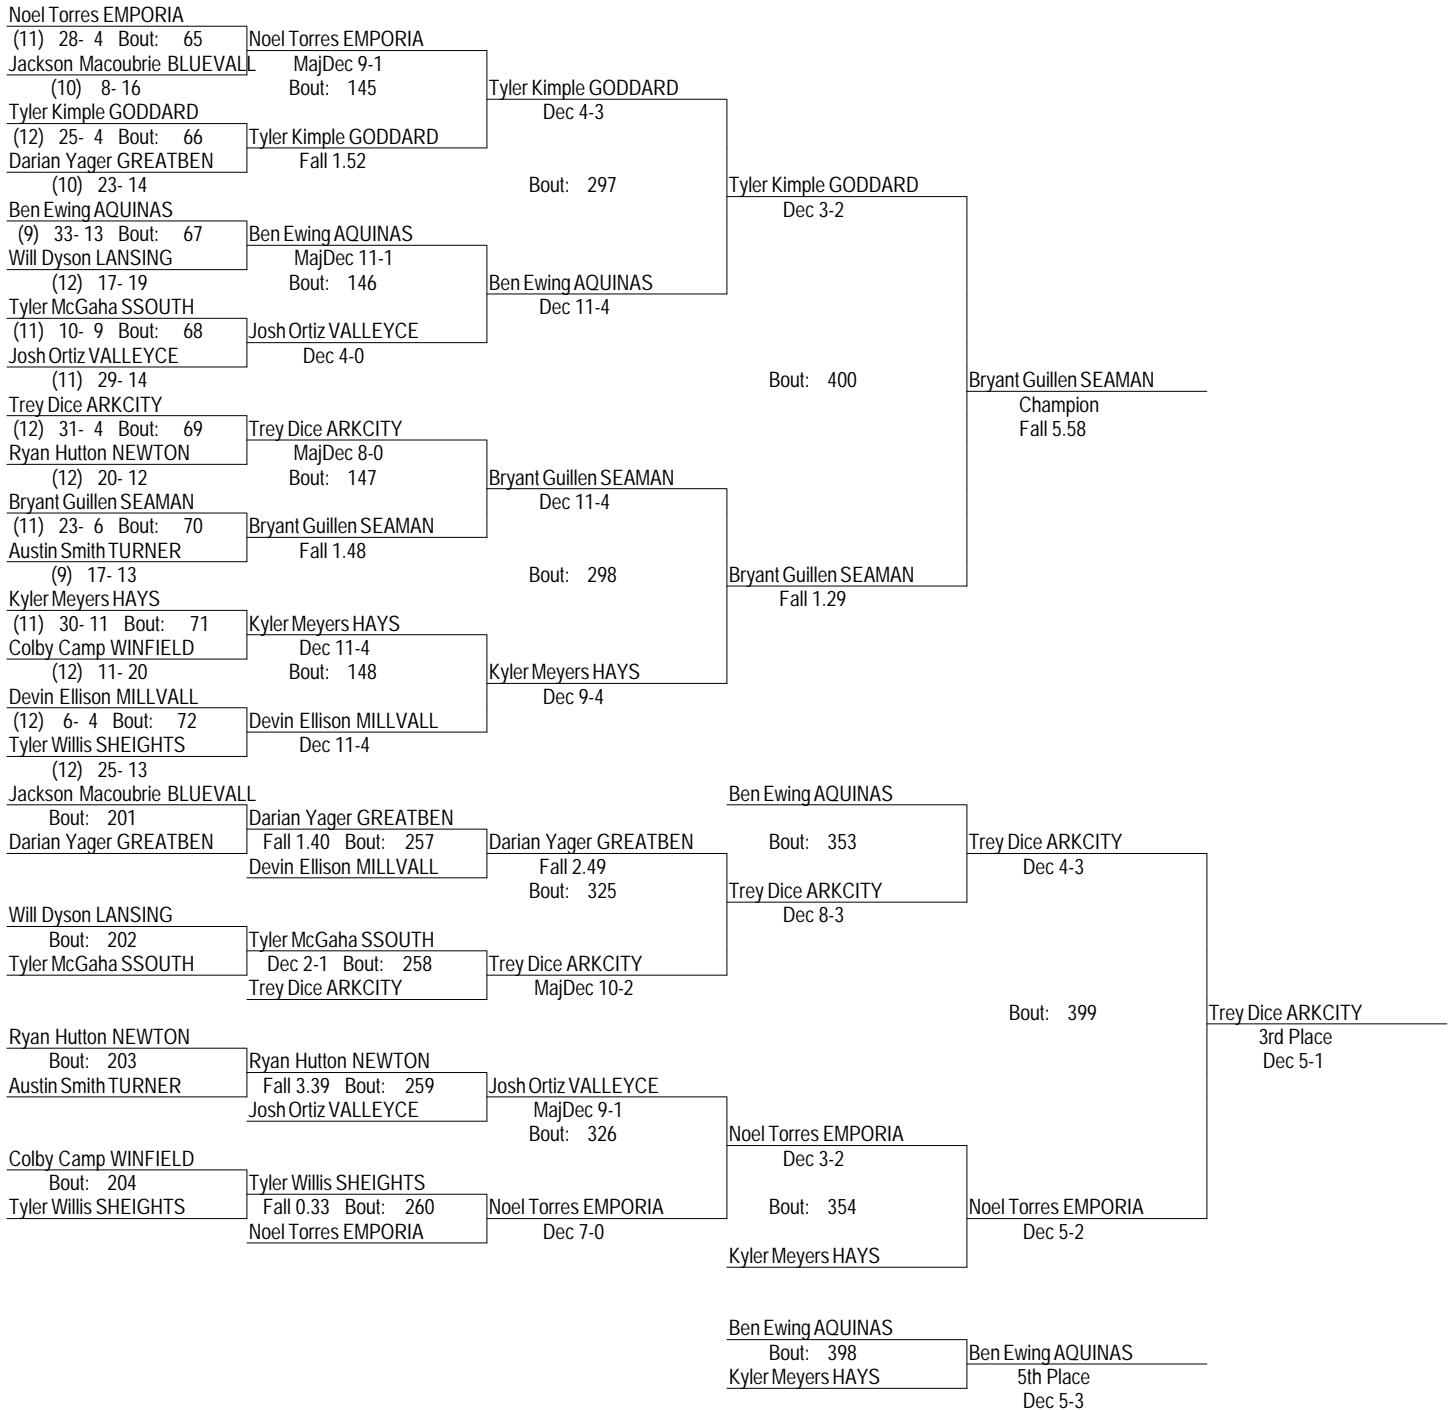 Noel Torres EMPORIA
(11) 28- 4 Bout: 65 Noel Torres EMPORIA
Jackson Macoubrie BLUEVALL MajDec 9-1
(10) 8- 16 Bout: 145 Tyler Kimple GODDARD
Tyler Kimple GODDARD Dec 4-3
(12) 25- 4 Bout: 66 Tyler Kimple GODDARD
Darian Yager GREATBEN Fall 1.52
(10) 23- 14 Bout: 297 Tyler Kimple GODDARD
Ben Ewing AQUINAS Dec 3-2
(9) 33- 13 Bout: 67 Ben Ewing AQUINAS
Will Dyson LANSING MajDec 11-1
(12) 17- 19 Bout: 146 Ben Ewing AQUINAS
Tyler McGaha SSOUTH Dec 11-4
(11) 10- 9 Bout: 68 Josh Ortiz VALLEYCE
Josh Ortiz VALLEYCE Dec 4-0
(11) 29- 14 Bout: 400 Bryant Guillen SEAMAN
Trey Dice ARKCITY Champion
(12) 31- 4 Bout: 69 Trey Dice ARKCITY Fall 5.58
Ryan Hutton NEWTON MajDec 8-0
(12) 20- 12 Bout: 147 Bryant Guillen SEAMAN
Bryant Guillen SEAMAN Dec 11-4
(11) 23- 6 Bout: 70 Bryant Guillen SEAMAN
Austin Smith TURNER Fall 1.48
(9) 17- 13 Bout: 298 Bryant Guillen SEAMAN
Kyler Meyers HAYS Fall 1.29
(11) 30- 11 Bout: 71 Kyler Meyers HAYS
Colby Camp WINFIELD Dec 11-4
(12) 11- 20 Bout: 148 Kyler Meyers HAYS
Devin Ellison MILLVALL Dec 9-4
(12) 6- 4 Bout: 72 Devin Ellison MILLVALL
Tyler Willis SHEIGHTS Dec 11-4
(12) 25- 13
Jackson Macoubrie BLUEVALL Ben Ewing AQUINAS
Bout: 201 Darian Yager GREATBEN
Darian Yager GREATBEN Fall 1.40 Bout: 257 Darian Yager GREATBEN Bout: 353 Trey Dice ARKCITY
Devin Ellison MILLVALL Fall 2.49 Dec 4-3
Bout: 325 Trey Dice ARKCITY
Will Dyson LANSING Dec 8-3
Bout: 202 Tyler McGaha SSOUTH
Tyler McGaha SSOUTH Dec 2-1 Bout: 258 Trey Dice ARKCITY
Trey Dice ARKCITY MajDec 10-2
Bout: 399 Trey Dice ARKCITY
Ryan Hutton NEWTON 3rd Place
Bout: 203 Ryan Hutton NEWTON Dec 5-1
Austin Smith TURNER Fall 3.39 Bout: 259 Josh Ortiz VALLEYCE
Josh Ortiz VALLEYCE MajDec 9-1
Bout: 326 Noel Torres EMPORIA
Colby Camp WINFIELD Dec 3-2
Bout: 204 Tyler Willis SHEIGHTS
Tyler Willis SHEIGHTS Fall 0.33 Bout: 260 Noel Torres EMPORIA Bout: 354 Noel Torres EMPORIA
Noel Torres EMPORIA Dec 7-0 Dec 5-2
Kyler Meyers HAYS
Ben Ewing AQUINAS
Bout: 398 Ben Ewing AQUINAS
Kyler Meyers HAYS 5th Place
Dec 5-3